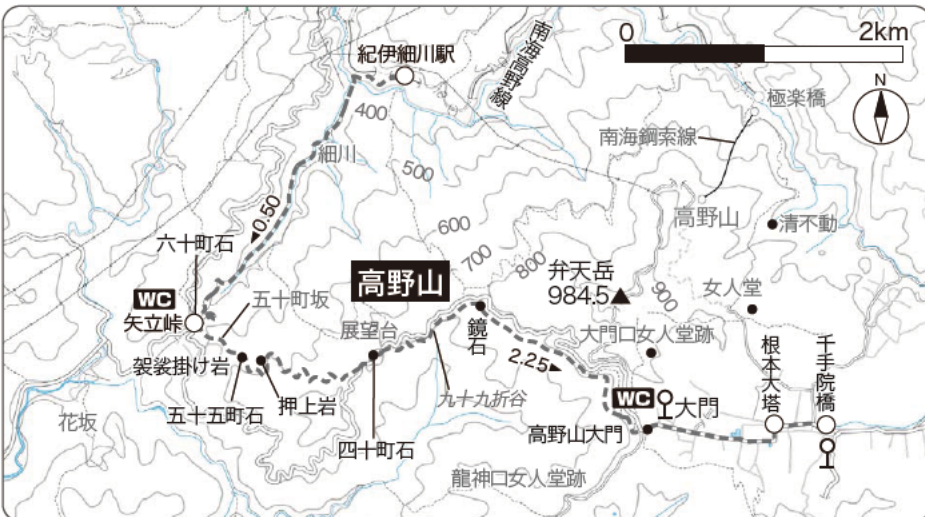 0
2km
N
紀伊細川駅
南海高野線
極楽橋
南海鋼索線
400
細川
500
600
700
800
900
◀0.50
六十町石
WC
矢立峠
五十町坂
高野山
展望台
弁天岳
984.5▲
高野山
清不動
女人堂
大門口女人堂跡
鏡石
2.25▶
袈裟掛け岩
五十五町石
押上岩
四十町石
九十九折谷
花坂
WC
大門
高野山大門
根本大塔
千手院橋
龍神口女人堂跡